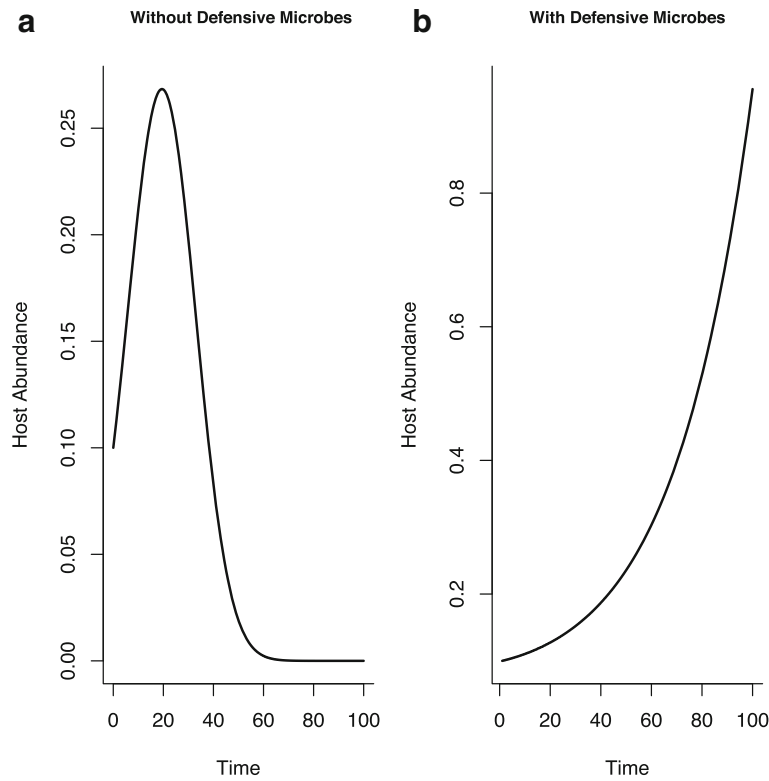 a
Without Defensive Microbes
Host Abundance
0.00 0.05 0.10 0.15 0.20 0.25
0 20 40 60 80 100
Time
b
With Defensive Microbes
Host Abundance
0.2 0.4 0.6 0.8
0 20 40 60 80 100
Time